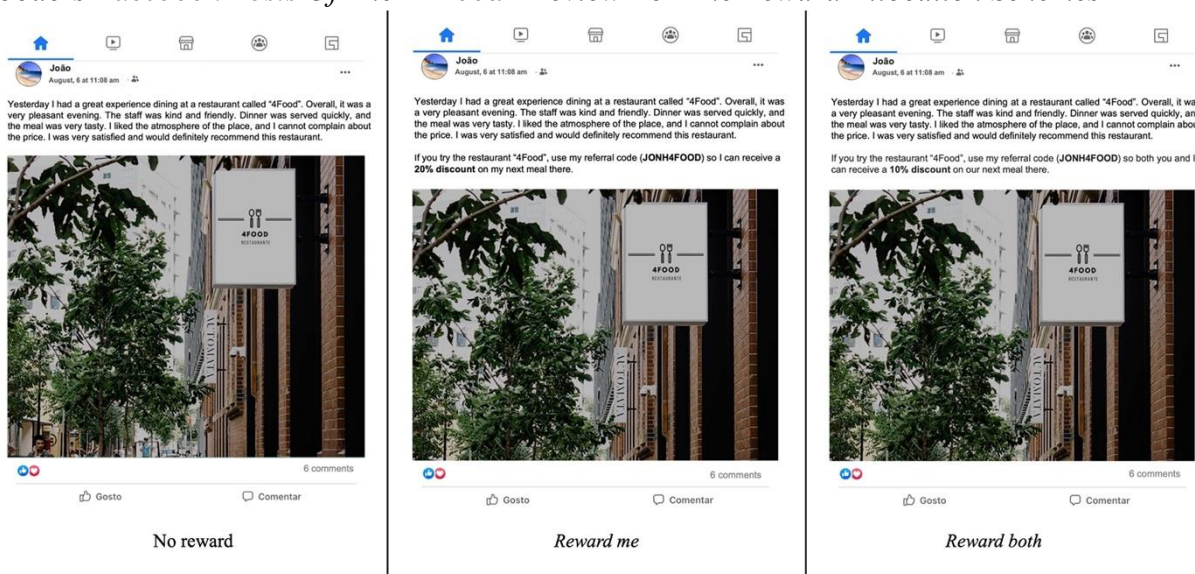 Facebook Posts
João
August, 6 at 11:08 am
Yesterday I had a great experience dining at a restaurant called “4Food”. Overall, it was a
very pleasant evening. The staff was kind and friendly. Dinner was served quickly, and
the meal was very tasty. I liked the atmosphere of the place, and I cannot complain about
the price. I was very satisfied and would definitely recommend this restaurant.
4FOOD
RESTAURANTE
AUTOMATA
6 comments
Gosto
Comentar
No reward
João
August, 6 at 11:08 am
Yesterday I had a great experience dining at a restaurant called “4Food”. Overall, it was
a very pleasant evening. The staff was kind and friendly. Dinner was served quickly, and
the meal was very tasty. I liked the atmosphere of the place, and I cannot complain about
the price. I was very satisfied and would definitely recommend this restaurant.
If you try the restaurant “4Food”, use my referral code (JONH4FOOD) so I can receive a
20% discount on my next meal there.
4FOOD
RESTAURANTE
AUTOMATA
6 comments
Gosto
Comentar
Reward me
João
August, 6 at 11:08 am
Yesterday I had a great experience dining at a restaurant called “4Food”. Overall, it wa
a very pleasant evening. The staff was kind and friendly. Dinner was served quickly, an
the meal was very tasty. I liked the atmosphere of the place, and I cannot complain abo
the price. I was very satisfied and would definitely recommend this restaurant.
If you try the restaurant “4Food”, use my referral code (JONH4FOOD) so both you and I
can receive a 10% discount on our next meal there.
4FOOD
RESTAURANTE
AUTOMATA
6 comments
Gosto
Comentar
Reward both